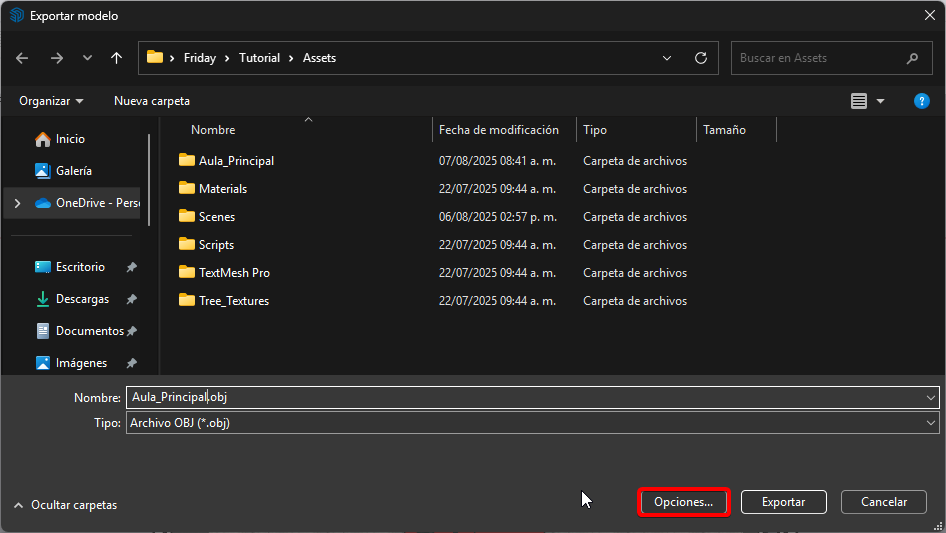 Exportar modelo
Friday > Tutorial > Assets
Buscar en Assets
Organizar
Nueva carpeta
Inicio
Galería
OneDrive - Pers
Escritorio
Descargas
Documentos
Imágenes
Nombre Fecha de modificación Tipo Tamaño
Aula_Principal 07/08/2025 08:41 a. m. Carpeta de archivos
Materials 22/07/2025 09:44 a. m. Carpeta de archivos
Scenes 06/08/2025 02:57 p. m. Carpeta de archivos
Scripts 22/07/2025 09:44 a. m. Carpeta de archivos
TextMesh Pro 22/07/2025 09:44 a. m. Carpeta de archivos
Tree_Textures 22/07/2025 09:44 a. m. Carpeta de archivos
Nombre: Aula_Principal.obj
Tipo: Archivo OBJ (*.obj)
Ocultar carpetas
Opciones...
Exportar
Cancelar